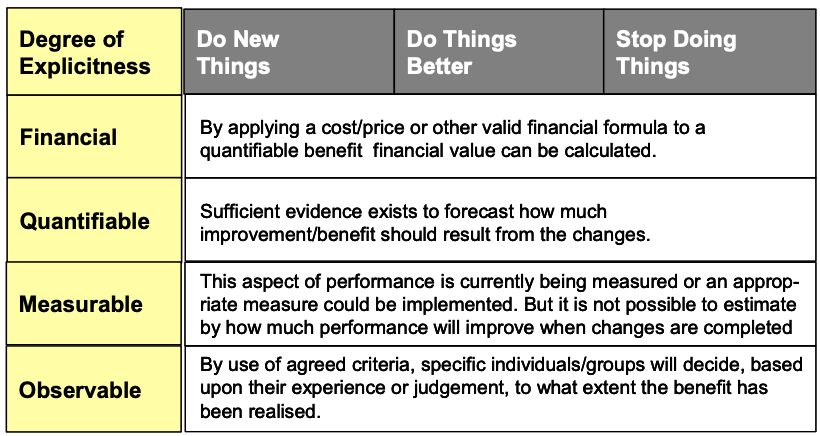 Degree of
Explicitness
Do New
Things
Do Things
Better
Stop Doing
Things
Financial
By applying a cost/price or other valid financial formula to a
quantifiable benefit financial value can be calculated.
Quantifiable
Sufficient evidence exists to forecast how much
improvement/benefit should result from the changes.
Measurable
This aspect of performance is currently being measured or an approp-
riate measure could be implemented. But it is not possible to estimate
by how much performance will improve when changes are completed
Observable
By use of agreed criteria, specific individuals/groups will decide, based
upon their experience or judgement, to what extent the benefit has
been realised.